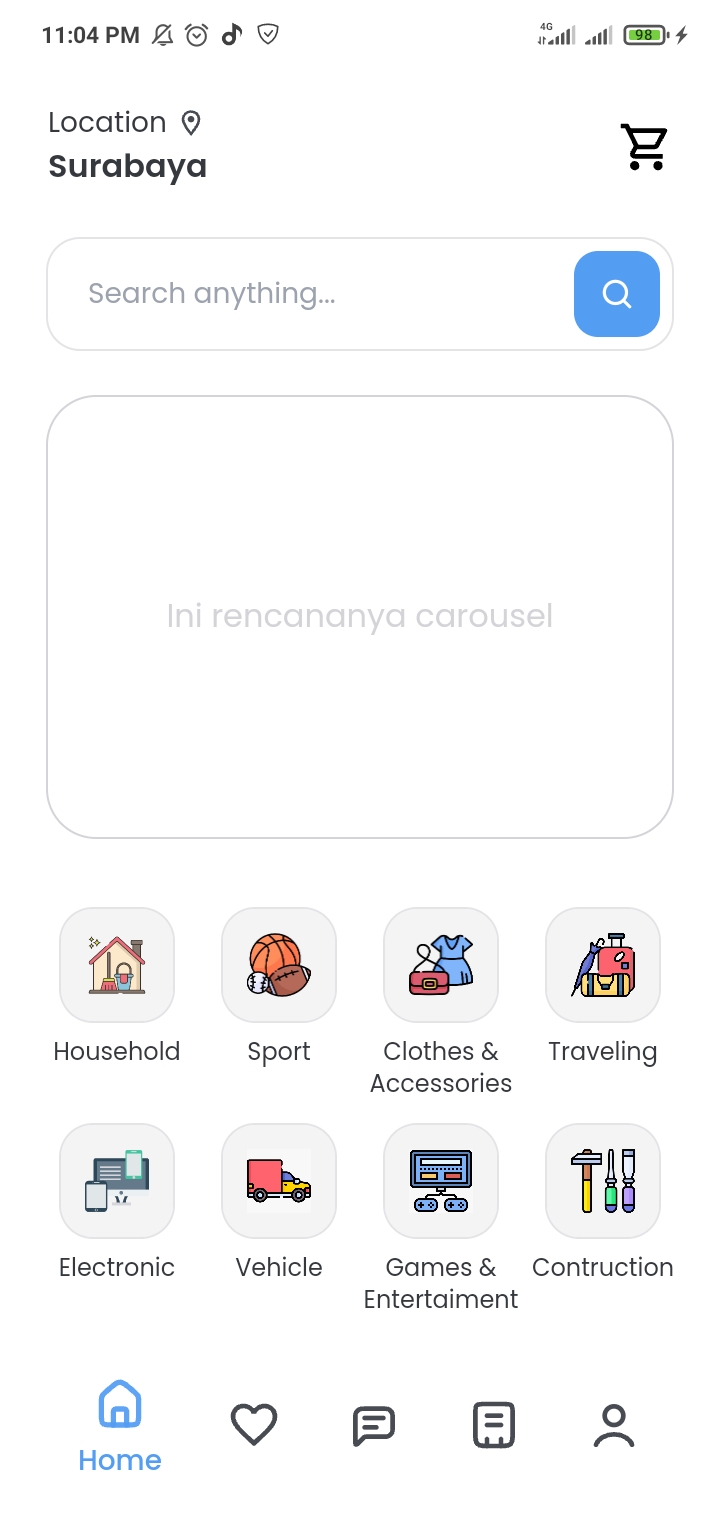 11:04 PM
4G
98
Location
Surabaya
Search anything...
Ini rencananya carousel
Household
Sport
Clothes &
Accessories
Traveling
Electronic
Vehicle
Games &
Entertaiment
Contruction
Home